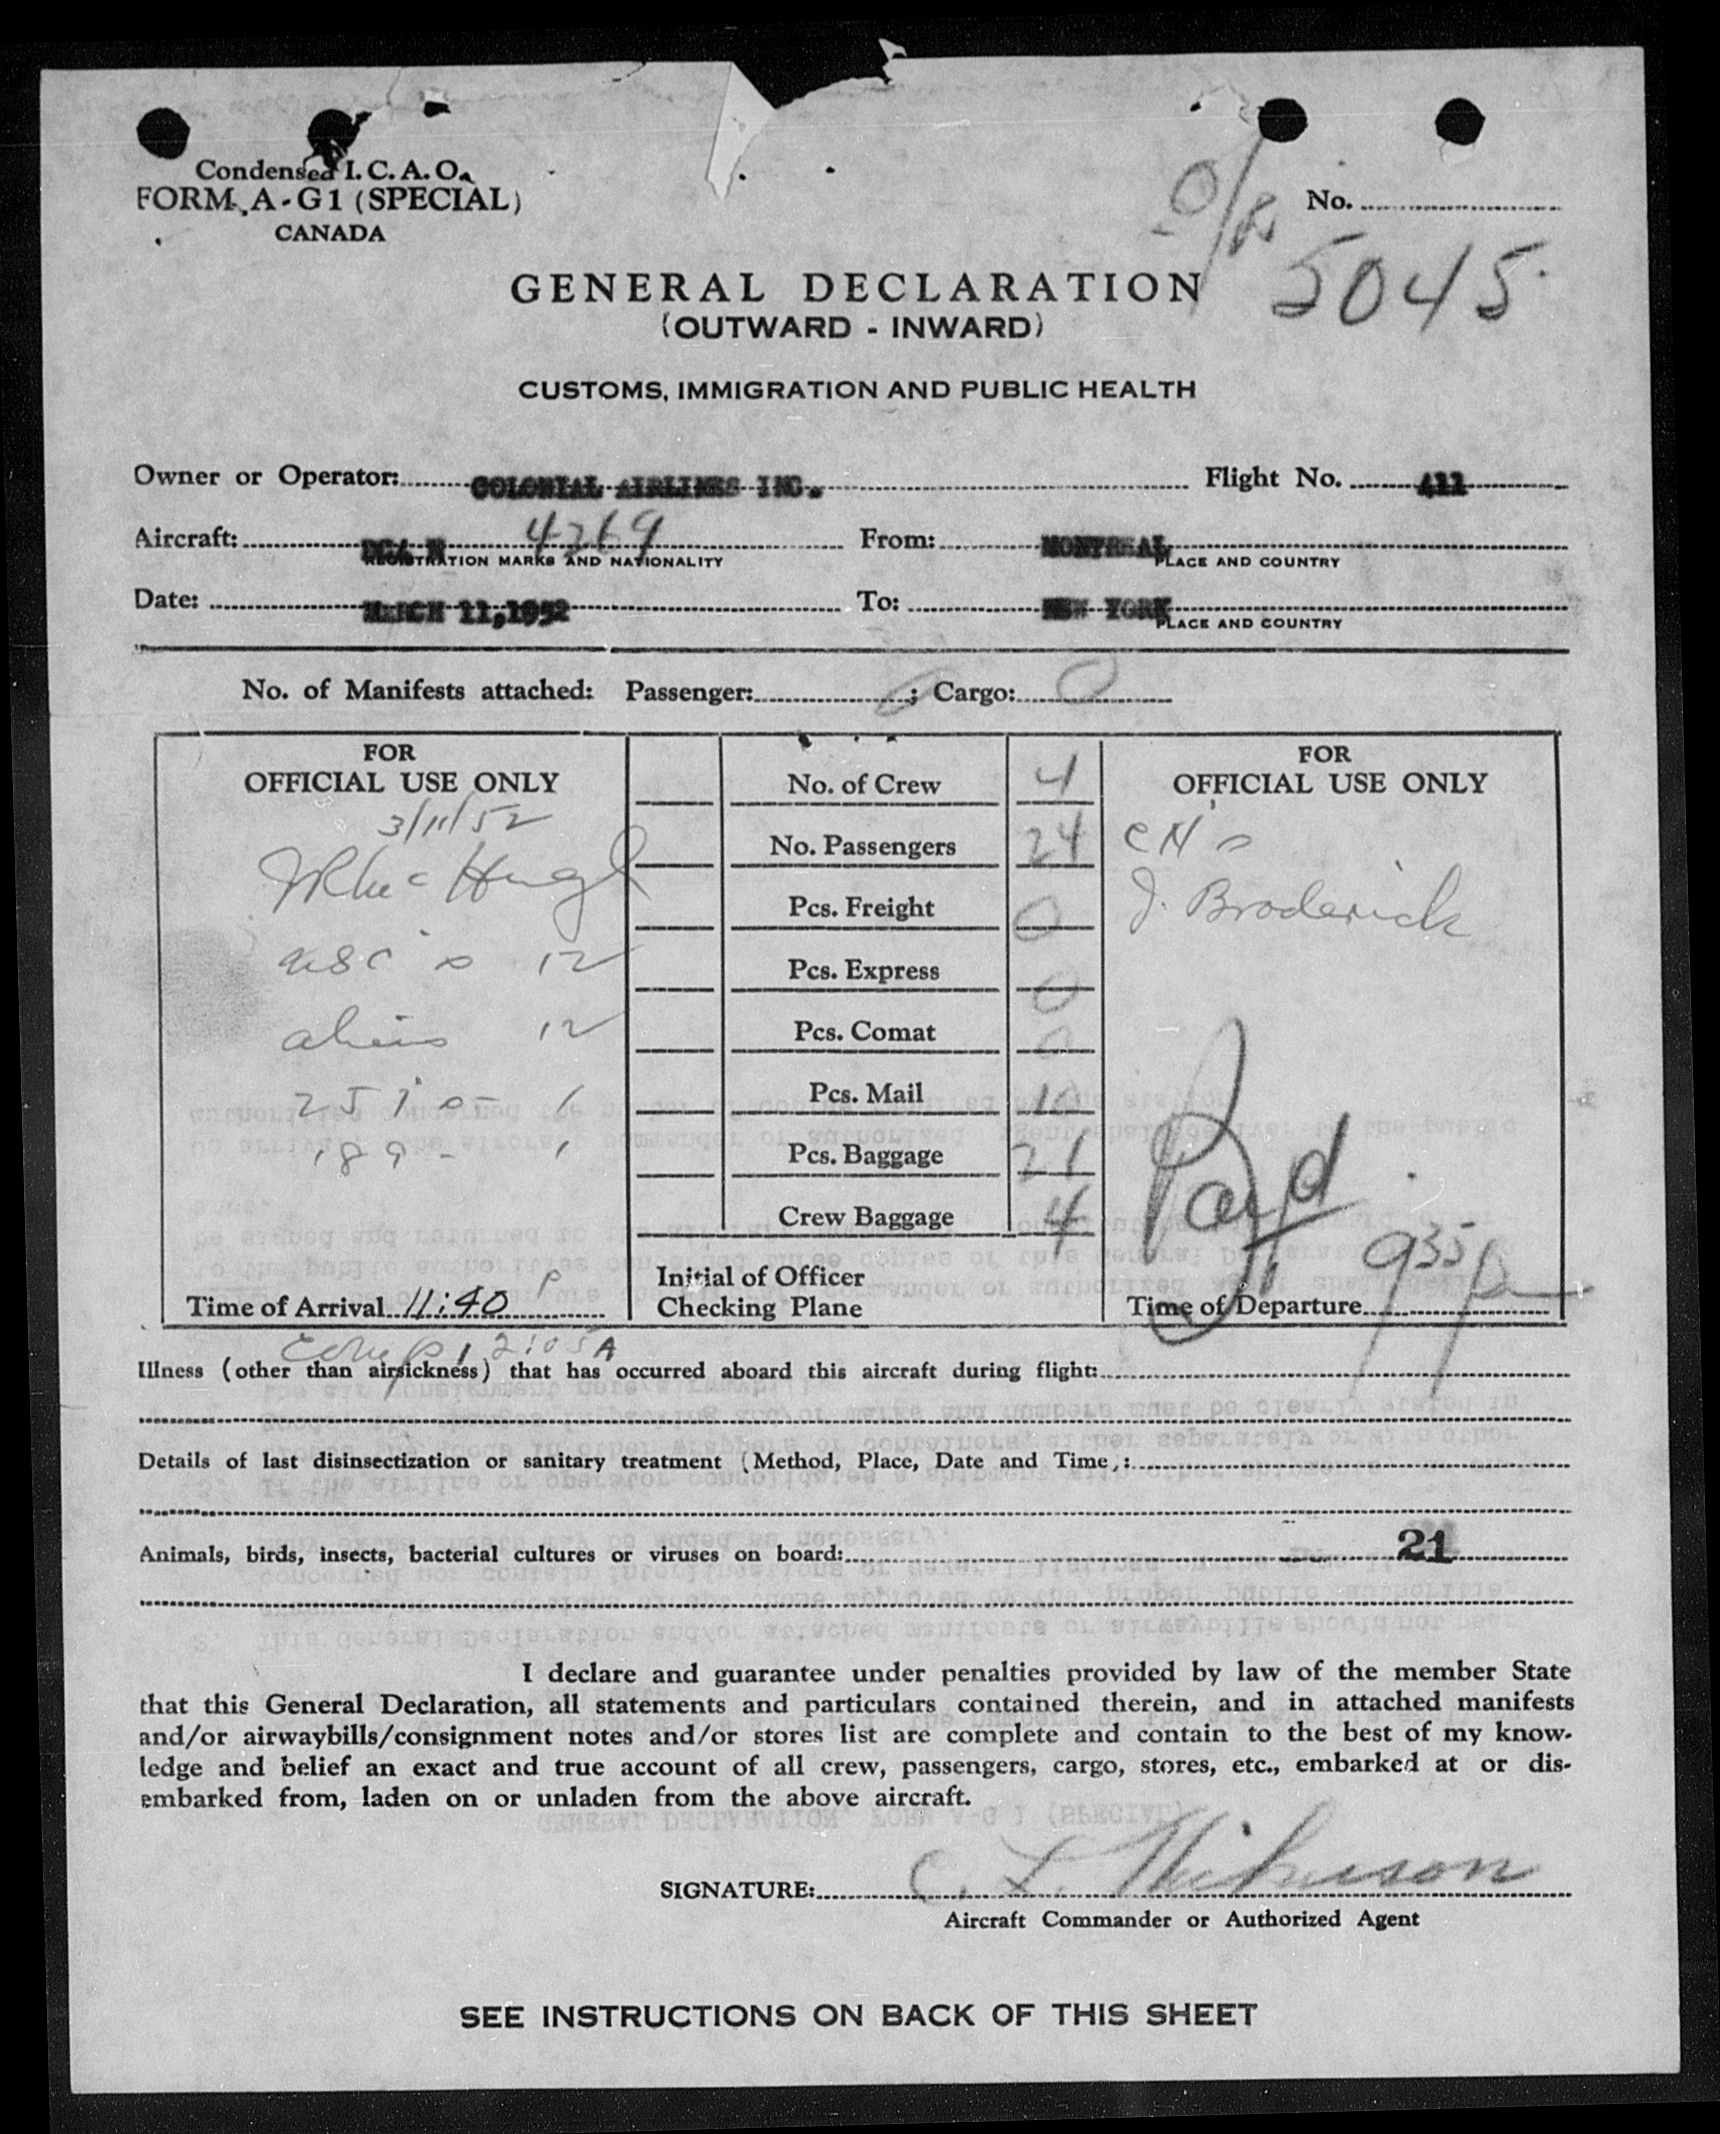 Condensed I.C.A.O.
FORM A-G1 (SPECIAL)
CANADA
No.
5045
GENERAL DECLARATION
(OUTWARD - INWARD)
CUSTOMS, IMMIGRATION AND PUBLIC HEALTH
Owner or Operator: COLONIAL AIRLINES INC. Flight No. 411
Aircraft: DC4 N 4269 From: MONTREAL
REGISTRATION MARKS AND NATIONALITY PLACE AND COUNTRY
Date: MARCH 11,1952 To: NEW YORK
PLACE AND COUNTRY
No. of Manifests attached: Passenger: 0; Cargo: 0
FOR
OFFICIAL USE ONLY
3/11/52
USC's 12
aliens 12
257 1
189 - 1
Time of Arrival 11:40 P
No. of Crew 4
No. Passengers 24
Pcs. Freight 0
Pcs. Express 0
Pcs. Comat 0
Pcs. Mail 10
Pcs. Baggage 21
Crew Baggage 4
Initial of Officer
Checking Plane
FOR
OFFICIAL USE ONLY
J. Broderick
Time of Departure 935 p
12:05A
Illness (other than airsickness) that has occurred aboard this aircraft during flight:
Details of last disinsectization or sanitary treatment (Method, Place, Date and Time,:
Animals, birds, insects, bacterial cultures or viruses on board: 21
I declare and guarantee under penalties provided by law of the member State
that this General Declaration, all statements and particulars contained therein, and in attached manifests
and/or airwaybills/consignment notes and/or stores list are complete and contain to the best of my know-
ledge and belief an exact and true account of all crew, passengers, cargo, stores, etc., embarked at or dis-
embarked from, laden on or unladen from the above aircraft.
SIGNATURE: C. L.
Aircraft Commander or Authorized Agent
SEE INSTRUCTIONS ON BACK OF THIS SHEET